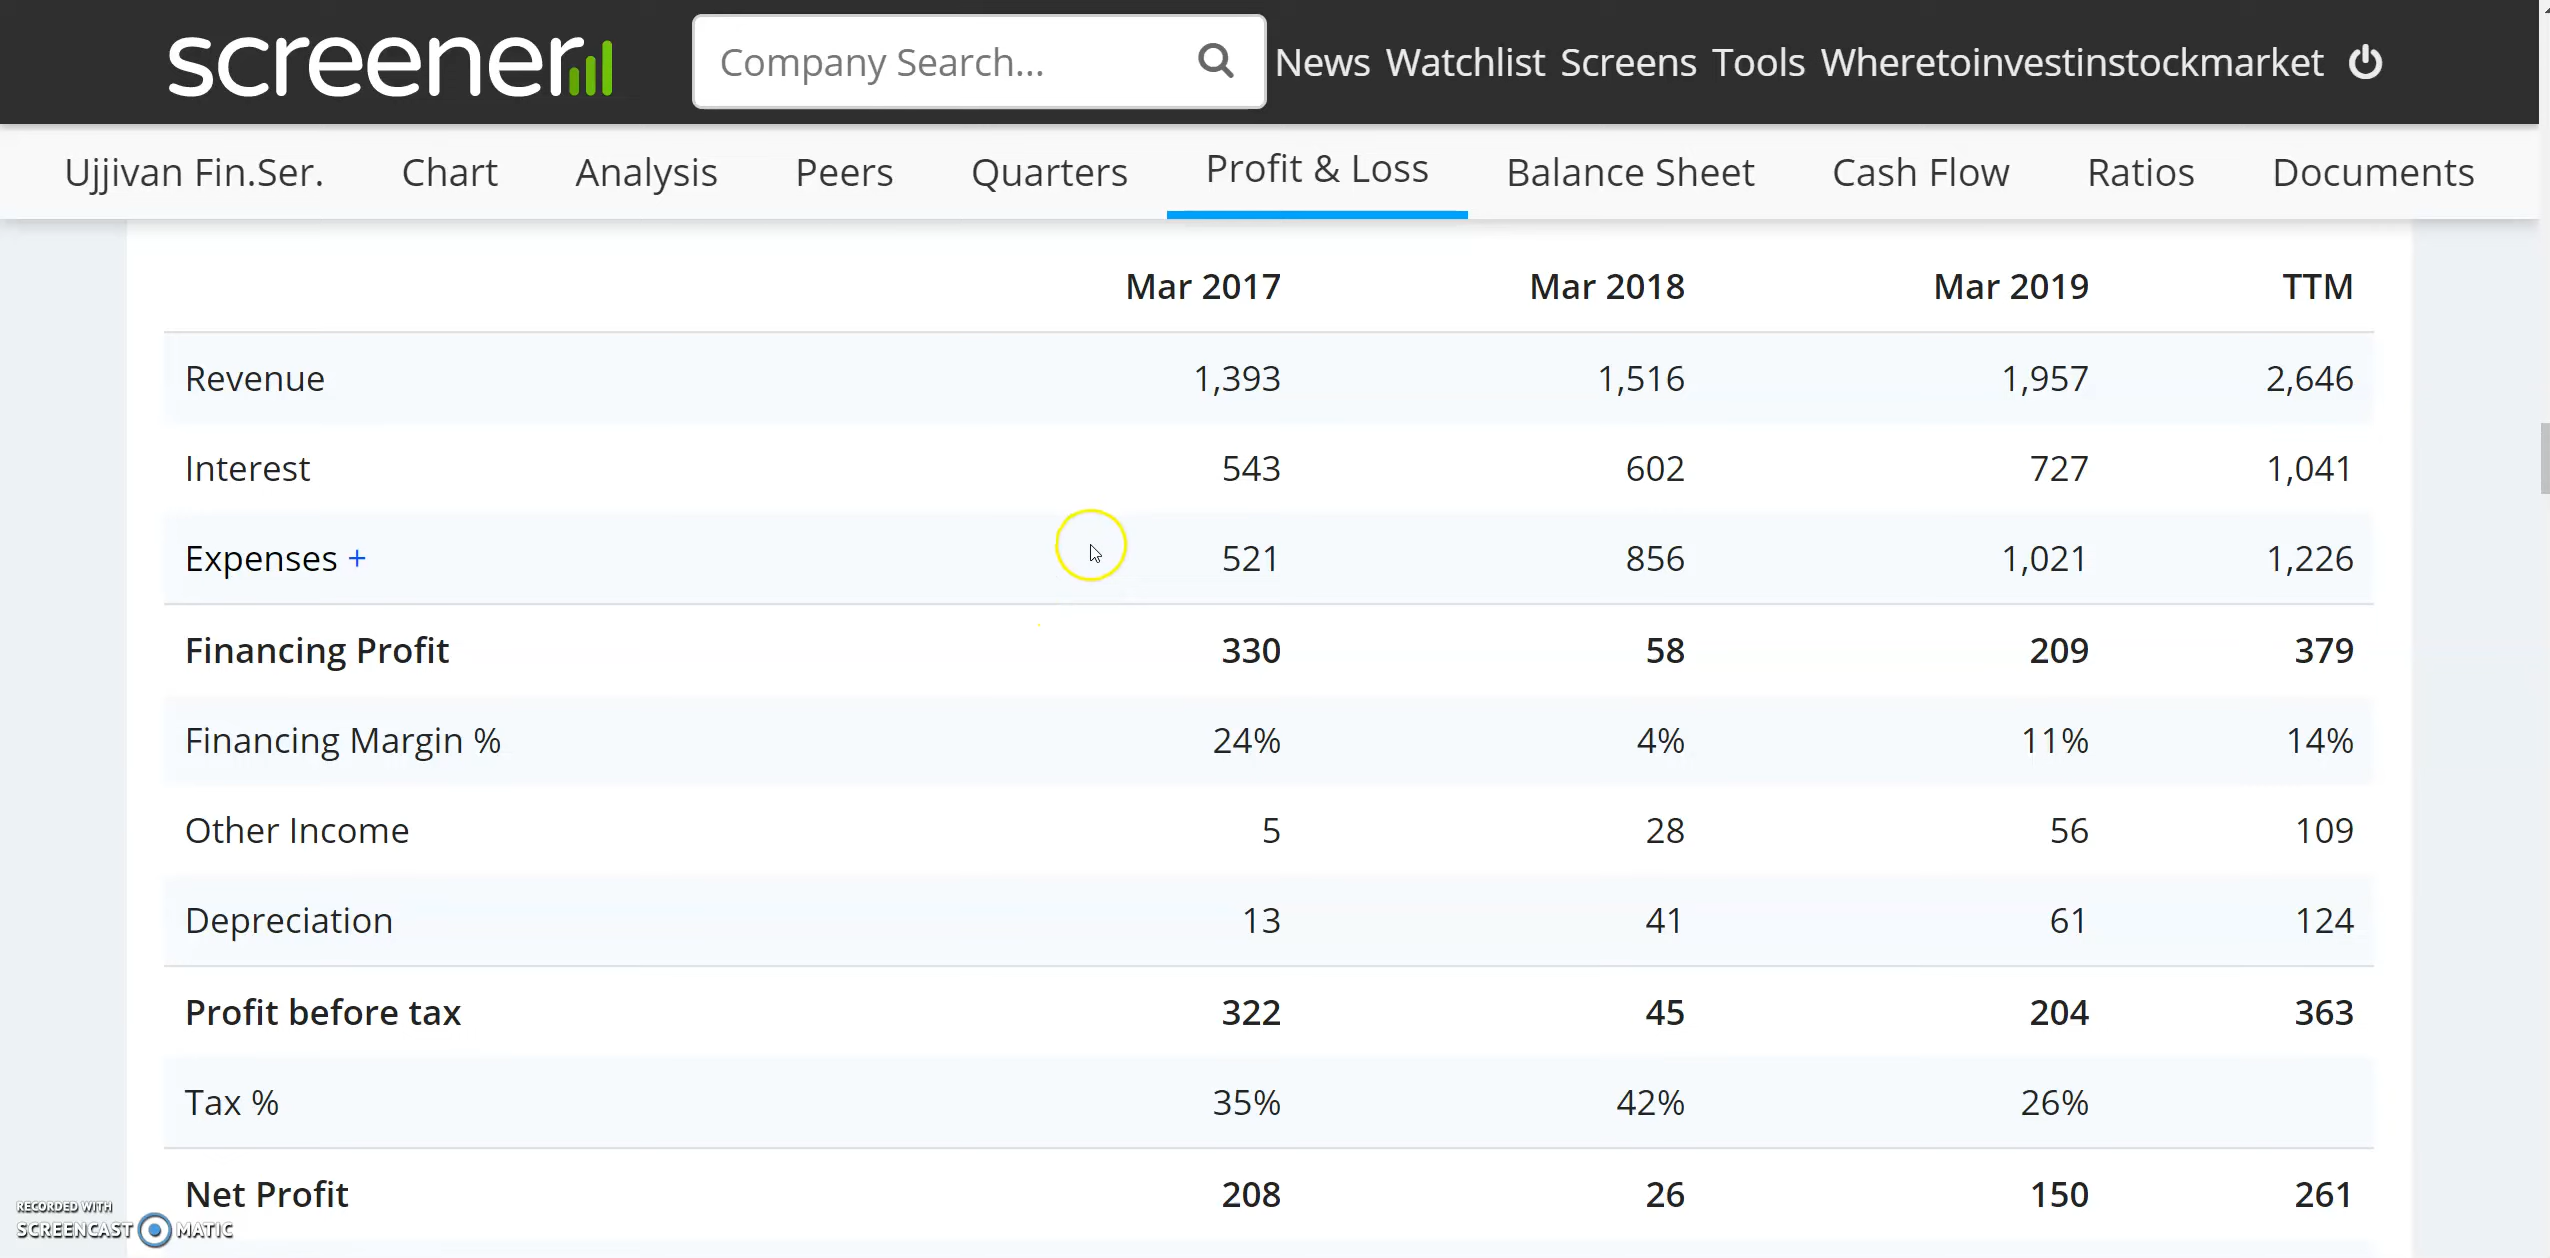 screener
Company Search...
News Watchlist Screens Tools Wheretoinvestinstockmarket
Ujjivan Fin.Ser. Chart Analysis Peers Quarters Profit & Loss Balance Sheet Cash Flow Ratios Documents
Mar 2017 Mar 2018 Mar 2019 TTM
Revenue 1,393 1,516 1,957 2,646
Interest 543 602 727 1,041
Expenses + 521 856 1,021 1,226
Financing Profit 330 58 209 379
Financing Margin % 24% 4% 11% 14%
Other Income 5 28 56 109
Depreciation 13 41 61 124
Profit before tax 322 45 204 363
Tax % 35% 42% 26%
Net Profit 208 26 150 261
RECORDED WITH
SCREENCAST MATIC